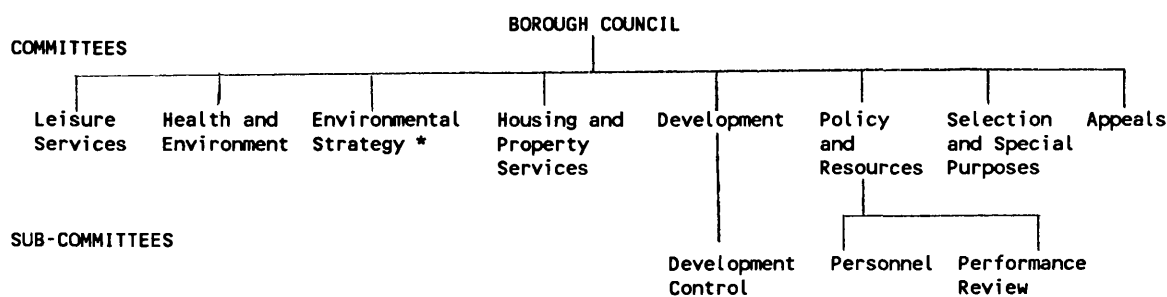 BOROUGH COUNCIL
COMMITTEES
Leisure Services
Health and Environment
Environmental Strategy *
Housing and Property Services
Development
Policy and Resources
Selection and Special Purposes
Appeals
SUB-COMMITTEES
Development Control
Personnel
Performance Review